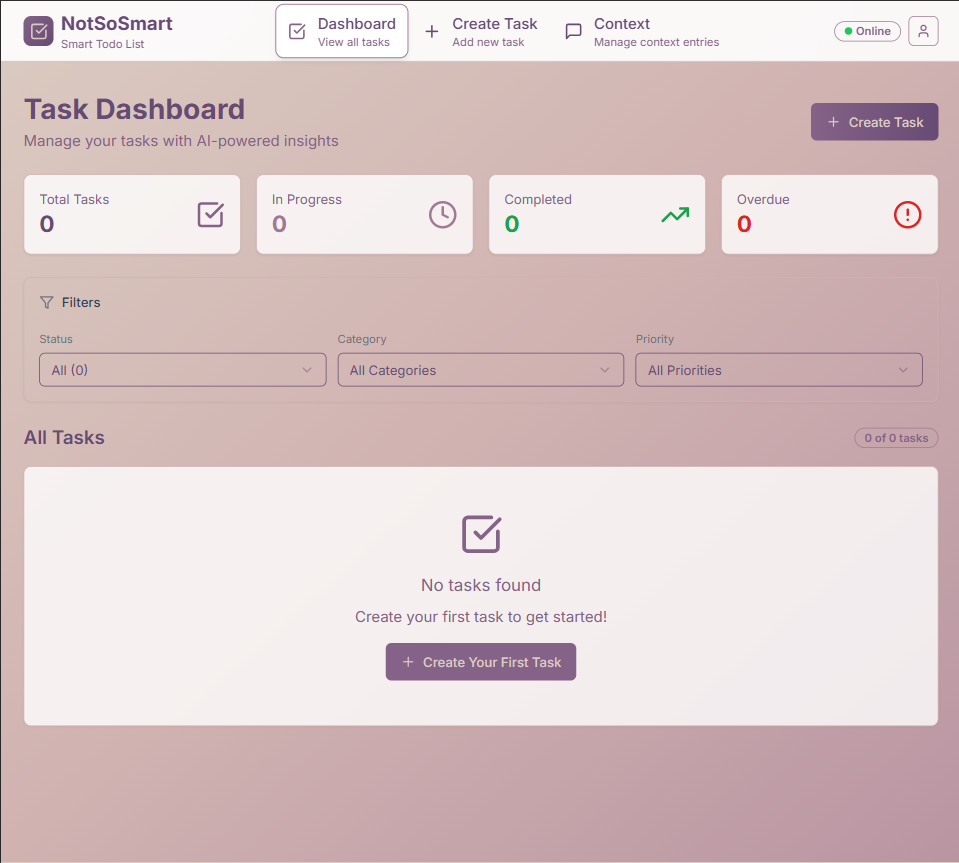 NotSoSmart
Smart Todo List
Dashboard
View all tasks
Create Task
Add new task
Context
Manage context entries
Online
Task Dashboard
Manage your tasks with AI-powered insights
Create Task
Total Tasks
0
In Progress
0
Completed
0
Overdue
0
Filters
Status
All (0)
Category
All Categories
Priority
All Priorities
All Tasks
0 of 0 tasks
No tasks found
Create your first task to get started!
Create Your First Task